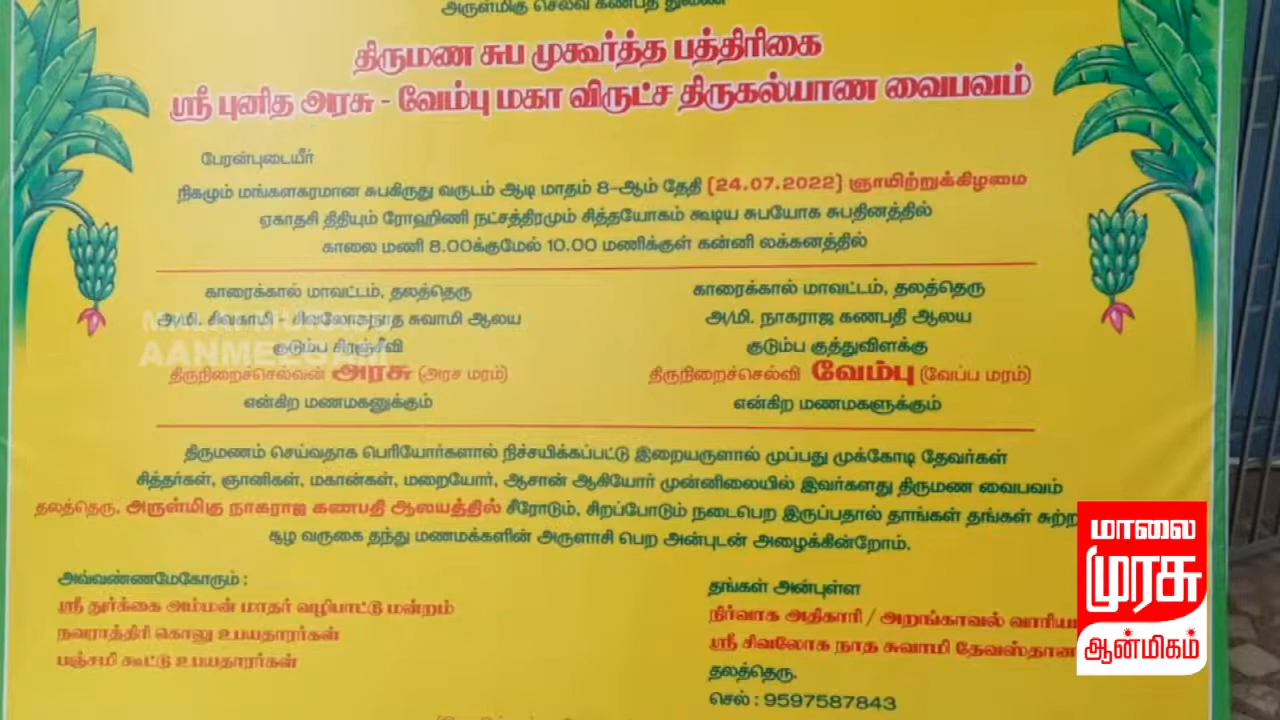 அருள்மிகு செல்வ கணபதி துணை
திருமண சுப முகூர்த்த பத்திரிகை
ஸ்ரீ புனித அரசு - வேம்பு மகா விருட்ச திருகல்யாண வைபவம்
பேரன்புடையீர்
நிகழும் மங்களகரமான சுபகிருது வருடம் ஆடி மாதம் 8-ஆம் தேதி (24.07.2022) ஞாயிற்றுக்கிழமை
ஏகாதசி திதியும் ரோஹிணி நட்சத்திரமும் சித்தயோகம் கூடிய சுபயோக சுபதினத்தில்
காலை மணி 8.00க்குமேல் 10.00 மணிக்குள் கன்னி லக்கனத்தில்
காரைக்கால் மாவட்டம், தலத்தெரு
அ/மி. சிவகாமி - சிவலோகநாத சுவாமி ஆலய
குடும்ப சிரஞ்சீவி
திருநிறைச்செல்வன் அரசு (அரச மரம்)
என்கிற மணமகனுக்கும்
காரைக்கால் மாவட்டம், தலத்தெரு
அ/மி. நாகராஜ கணபதி ஆலய
குடும்ப குத்துவிளக்கு
திருநிறைச்செல்வி வேம்பு (வேப்ப மரம்)
என்கிற மணமகளுக்கும்
MALAIMURASU
AANMEEGAM
திருமணம் செய்வதாக பெரியோர்களால் நிச்சயிக்கப்பட்டு இறையருளால் முப்பது முக்கோடி தேவர்கள்
சித்தர்கள், ஞானிகள், மகான்கள், மறையோர், ஆசான் ஆகியோர் முன்னிலையில் இவர்களது திருமண வைபவம்
தலத்தெரு, அருள்மிகு நாகராஜ கணபதி ஆலயத்தில் சீரோடும், சிறப்போடும் நடைபெற இருப்பதால் தாங்கள் தங்கள் சுற்ற
சூழ வருகை தந்து மணமக்களின் அருளாசி பெற அன்புடன் அழைக்கின்றோம்.
அவ்வண்ணமேகோரும் :
ஸ்ரீ துர்க்கை அம்மன் மாதர் வழிபாட்டு மன்றம்
நவராத்திரி கொலு உபயதாரர்கள்
பஞ்சமி கூட்டு உபயதாரர்கள்
தங்கள் அன்புள்ள
நிர்வாக அதிகாரி / அறங்காவல் வாரிய
ஸ்ரீ சிவலோக நாத சுவாமி தேவஸ்தான
தலத்தெரு.
செல் : 9597587843
மாலை
முரசு
ஆன்மிகம்